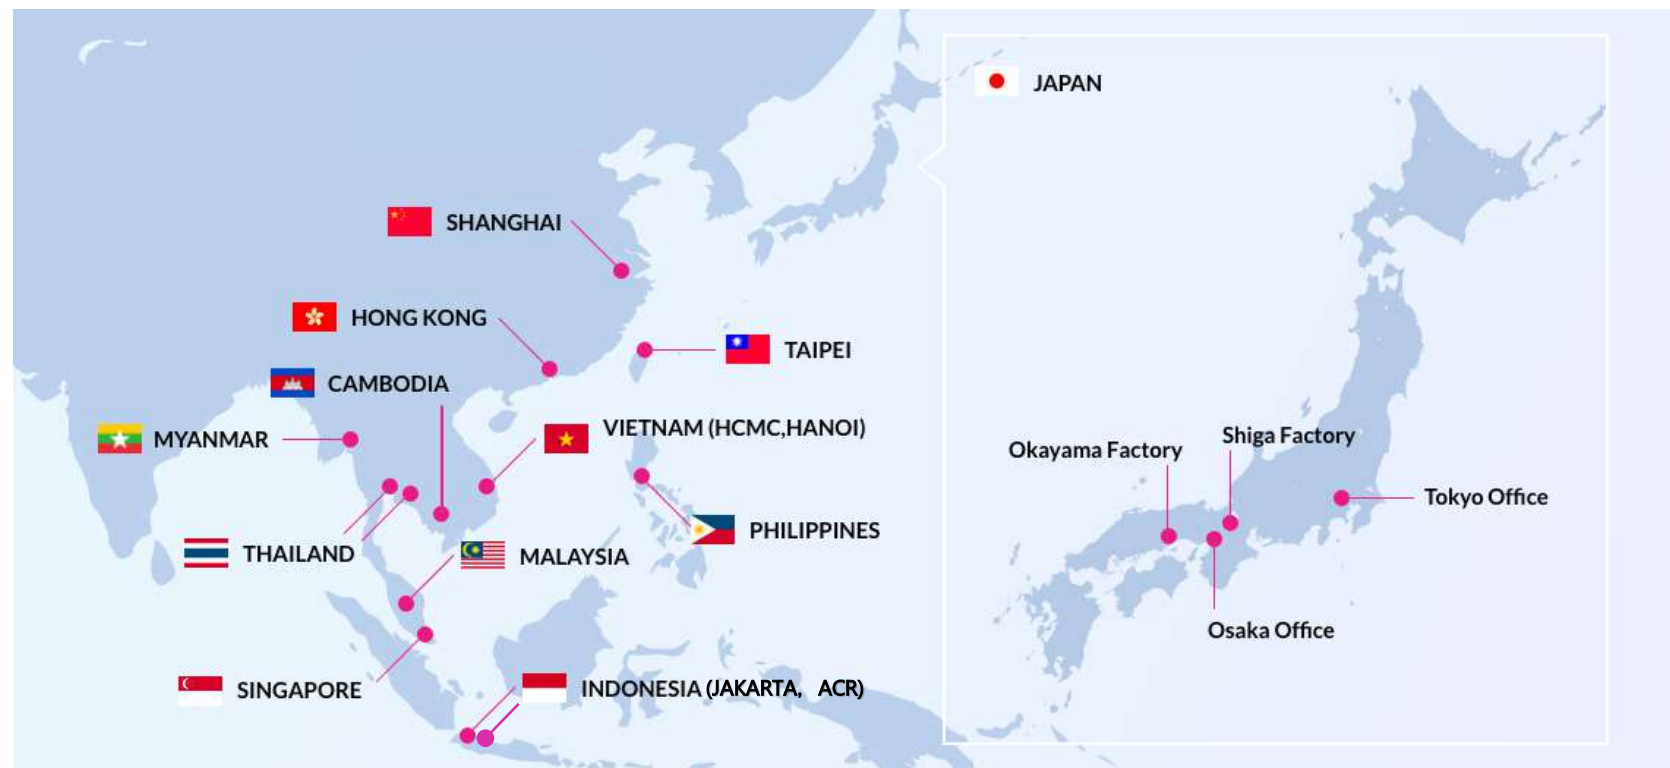 JAPAN
SHANGHAI
HONG KONG
TAIPEI
CAMBODIA
VIETNAM (HCMC,HANOI)
MYANMAR
Okayama Factory
Shiga Factory
Tokyo Office
PHILIPPINES
THAILAND
MALAYSIA
Osaka Office
SINGAPORE
INDONESIA (JAKARTA, ACR)